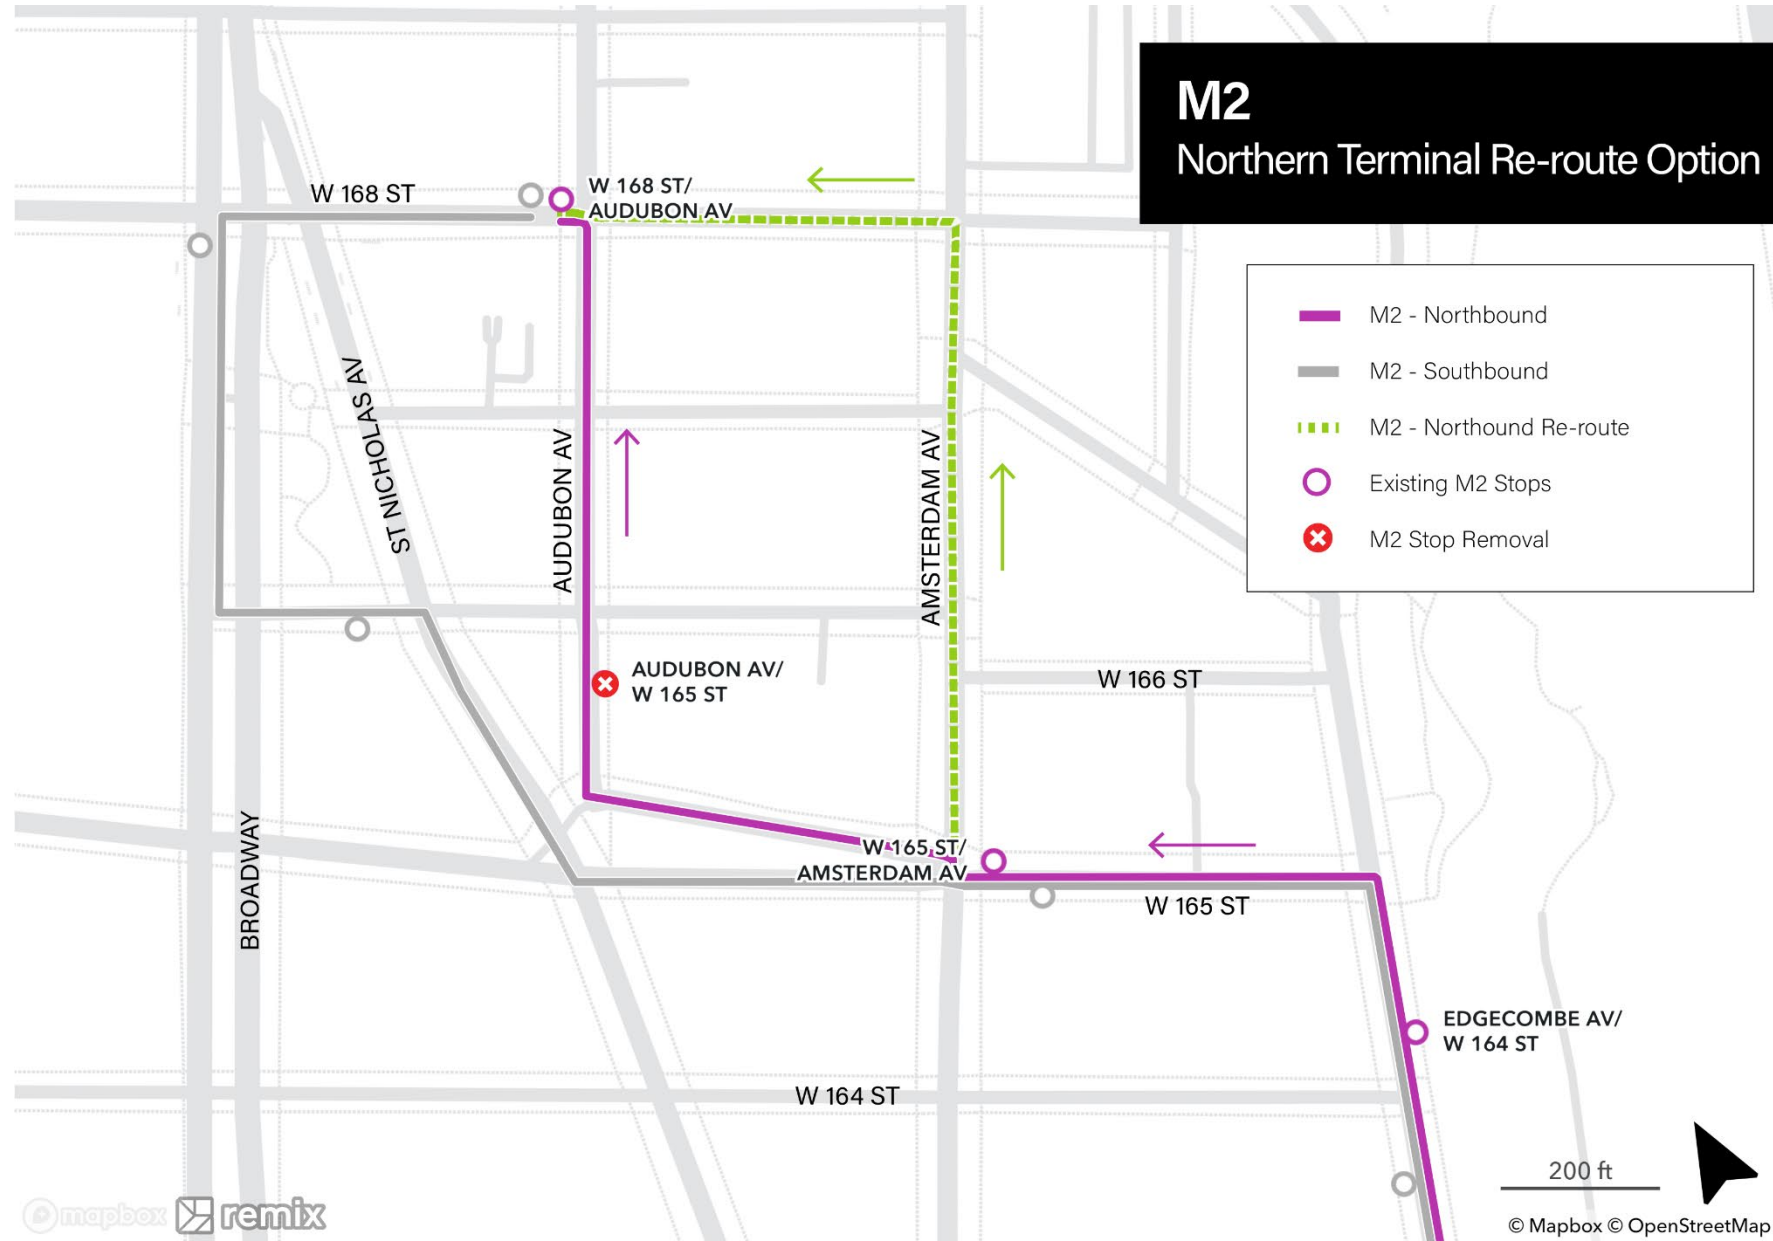 M2
Northern Terminal Re-route Option
W 168 ST
W 168 ST/
AUDUBON AV
M2 - Northbound
M2 - Southbound
M2 - Northound Re-route
Existing M2 Stops
M2 Stop Removal
ST NICHOLAS AV
AUDUBON AV
AMSTERDAM AV
AUDUBON AV/
W 165 ST
W 166 ST
BROADWAY
W 165 ST/
AMSTERDAM AV
W 165 ST
EDGECOMBE AV/
W 164 ST
W 164 ST
200 ft
mapbox remix
© Mapbox © OpenStreetMap